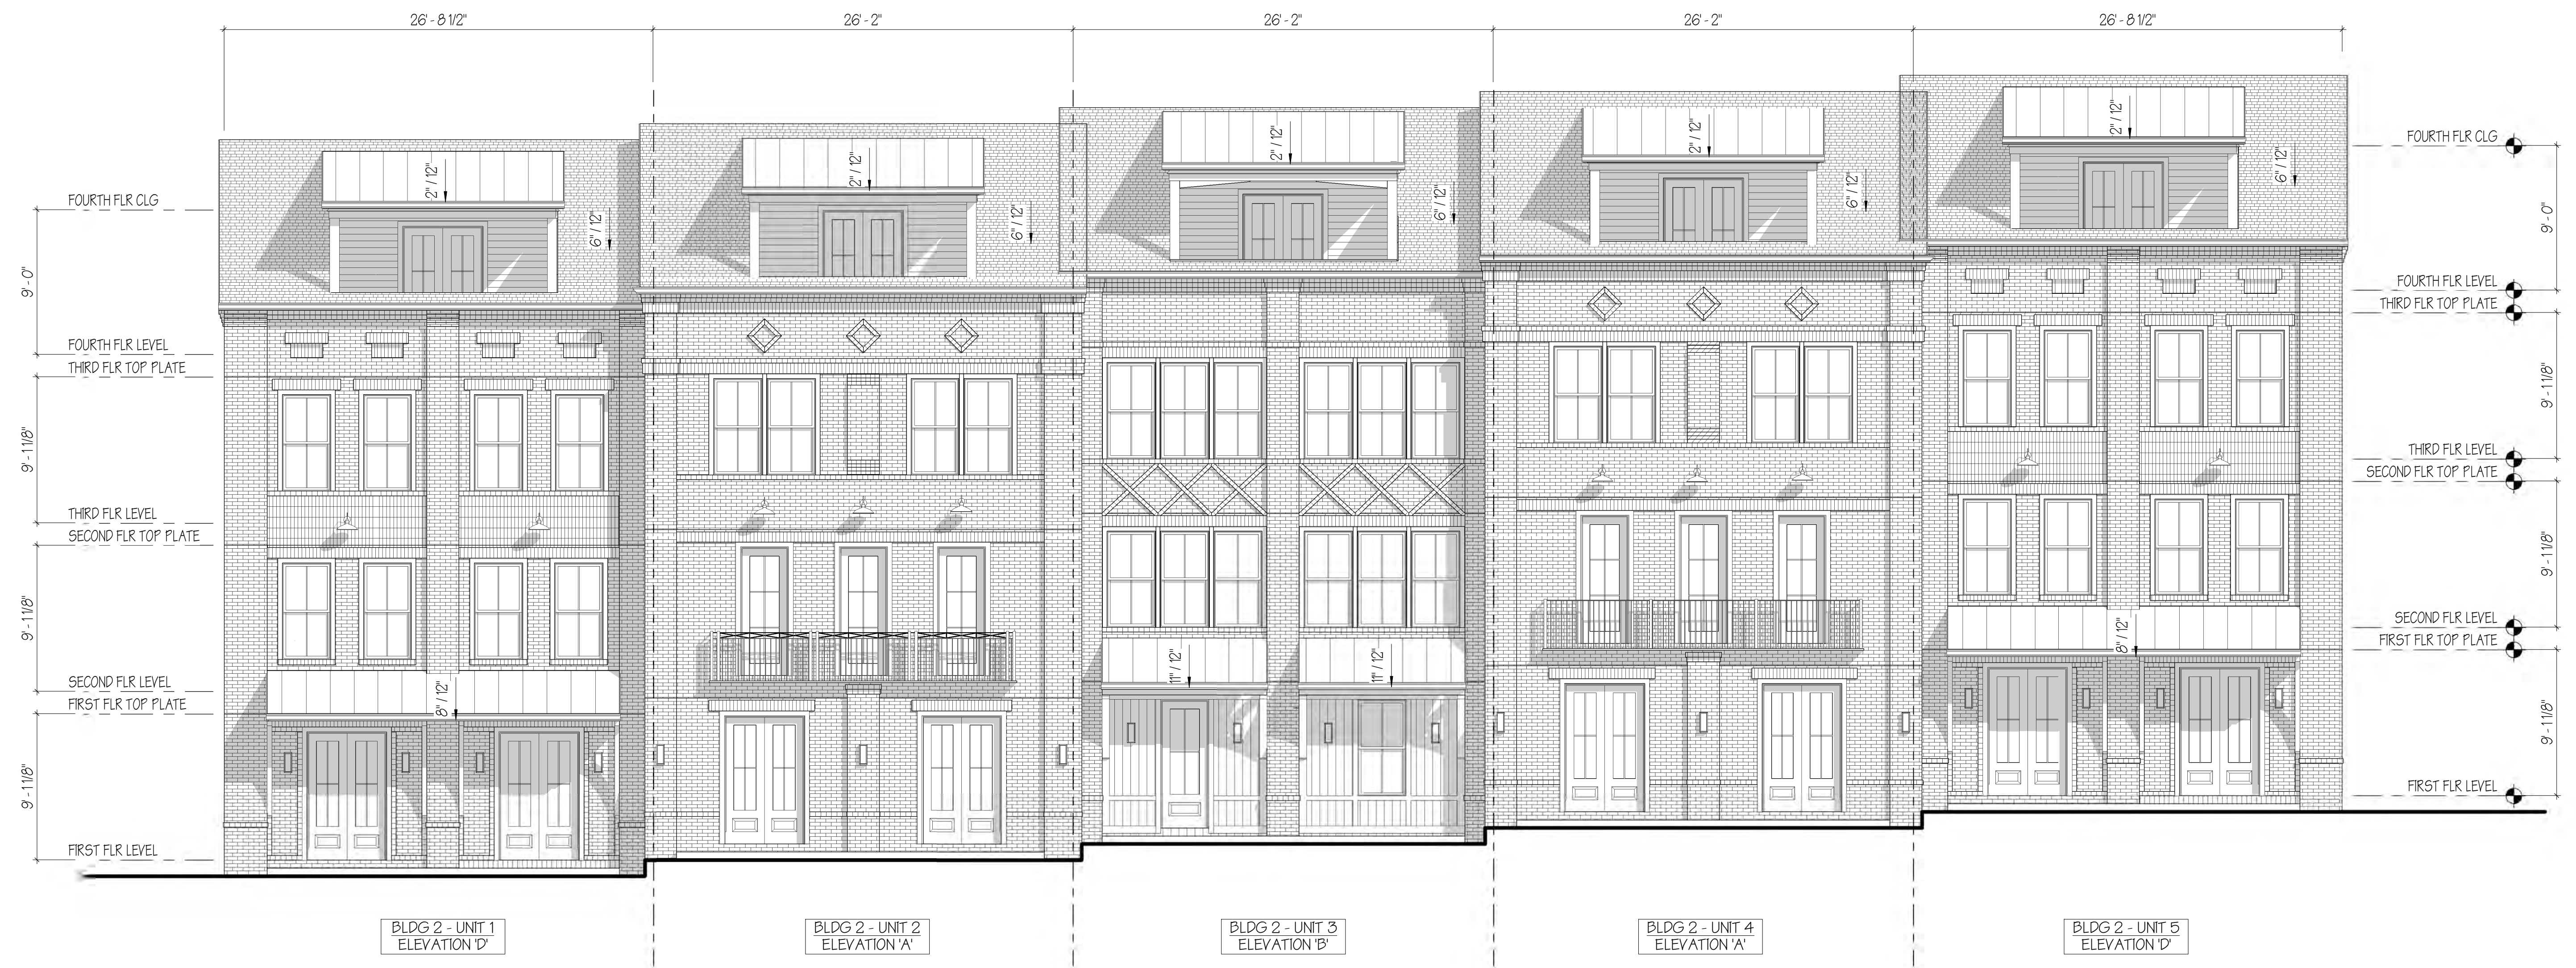 26' - 8 1/2"
26' - 2"
26' - 2"
26' - 2"
26' - 8 1/2"
2" / 12"
6" / 12"
2" / 12"
6" / 12"
2" / 12"
6" / 12"
2" / 12"
6" / 12"
2" / 12"
6" / 12"
FOURTH FLR CLG
9' - 0"
FOURTH FLR LEVEL
THIRD FLR TOP PLATE
9' - 1 1/8"
THIRD FLR LEVEL
SECOND FLR TOP PLATE
9' - 1 1/8"
SECOND FLR LEVEL
FIRST FLR TOP PLATE
9' - 1 1/8"
FIRST FLR LEVEL
8" / 12"
11" / 12"
11" / 12"
8" / 12"
FOURTH FLR CLG
9' - 0"
FOURTH FLR LEVEL
THIRD FLR TOP PLATE
9' - 1 1/8"
THIRD FLR LEVEL
SECOND FLR TOP PLATE
9' - 1 1/8"
SECOND FLR LEVEL
FIRST FLR TOP PLATE
9' - 1 1/8"
FIRST FLR LEVEL
BLDG 2 - UNIT 1
ELEVATION 'D'
BLDG 2 - UNIT 2
ELEVATION 'A'
BLDG 2 - UNIT 3
ELEVATION 'B'
BLDG 2 - UNIT 4
ELEVATION 'A'
BLDG 2 - UNIT 5
ELEVATION 'D'